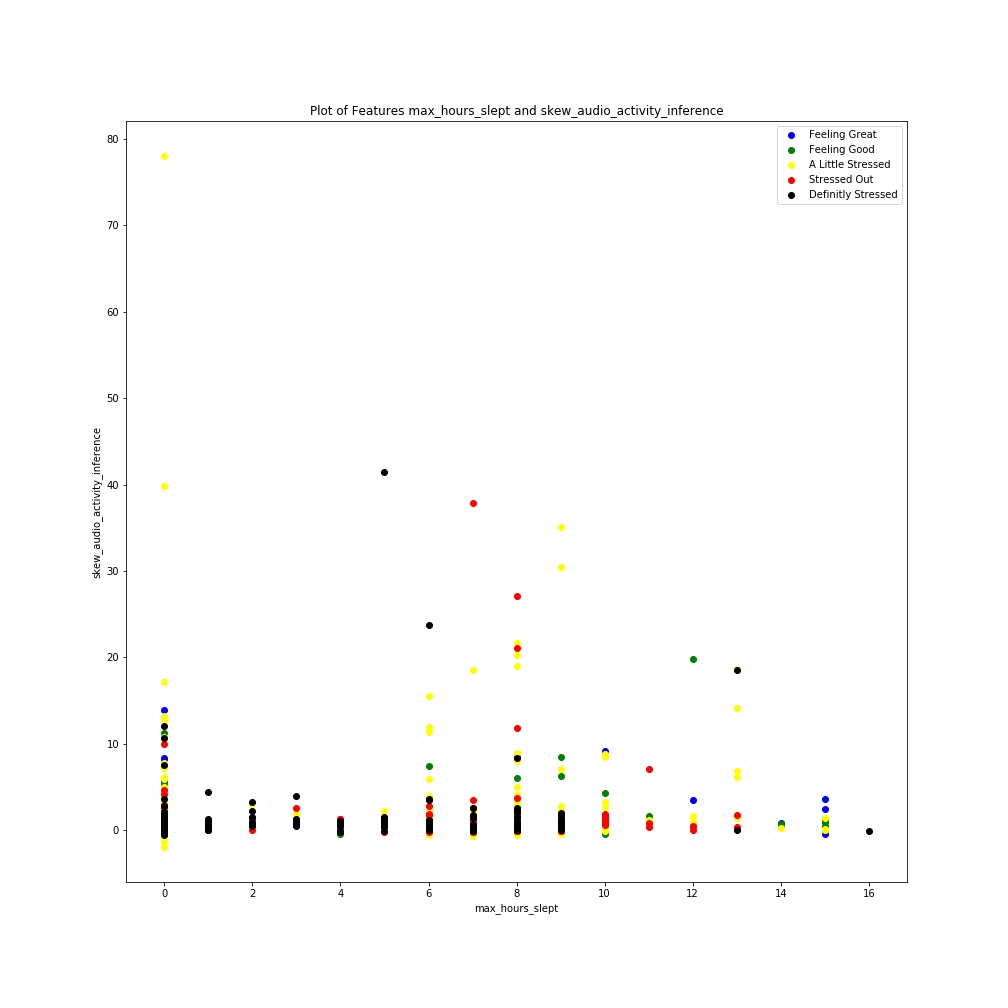 Plot of Features max_hours_slept and skew_audio_activity_inference
Feeling Great
Feeling Good
A Little Stressed
Stressed Out
Definitly Stressed
80
70
60
50
40
30
20
10
0
skew_audio_activity_inference
0 2 4 6 8 10 12 14 16
max_hours_slept